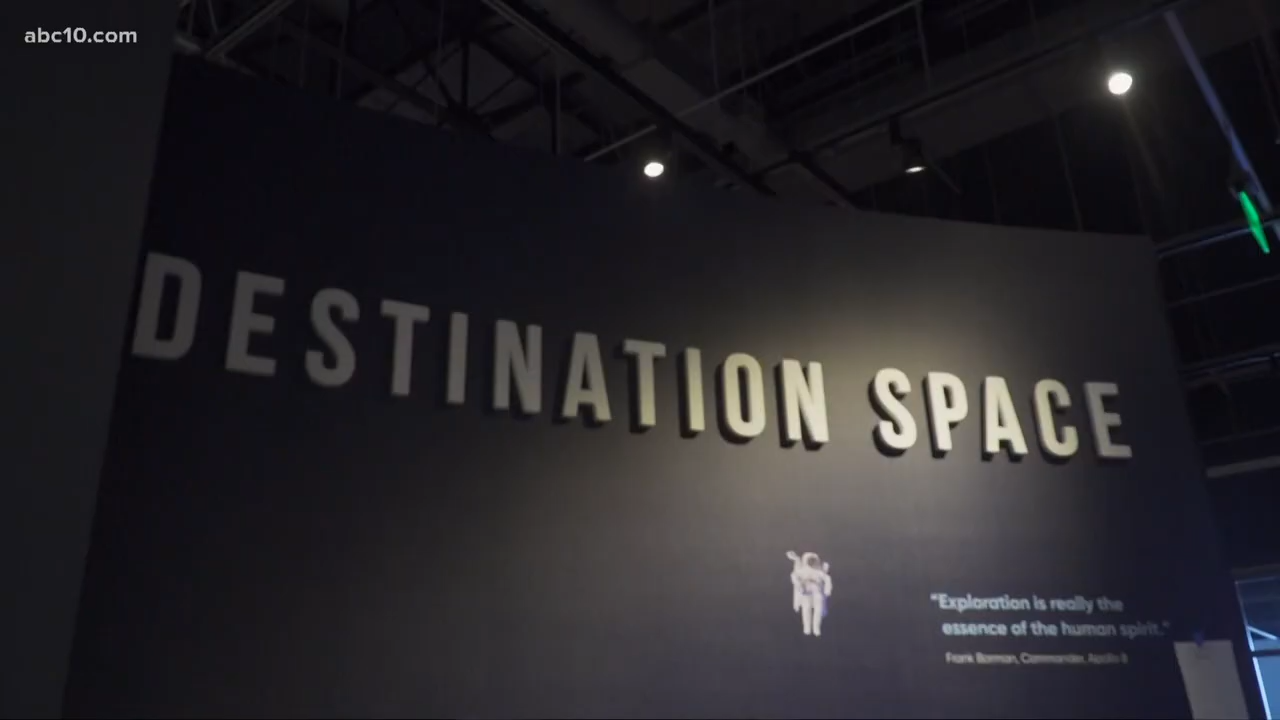 abc10.com
DESTINATION SPACE
“Exploration is really the
essence of the human spirit.”
Frank Borman, Commander, Apollo 8